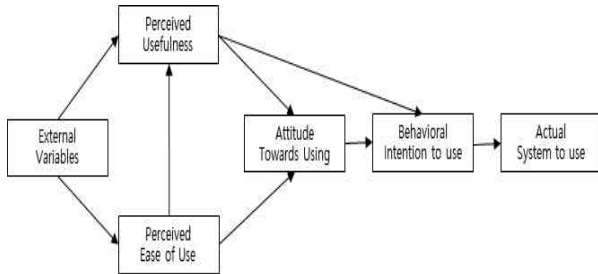 Perceived
Usefulness
External
Variables
Attitude
Towards Using
Behavioral
Intention to use
Actual
System to use
Perceived
Ease of Use